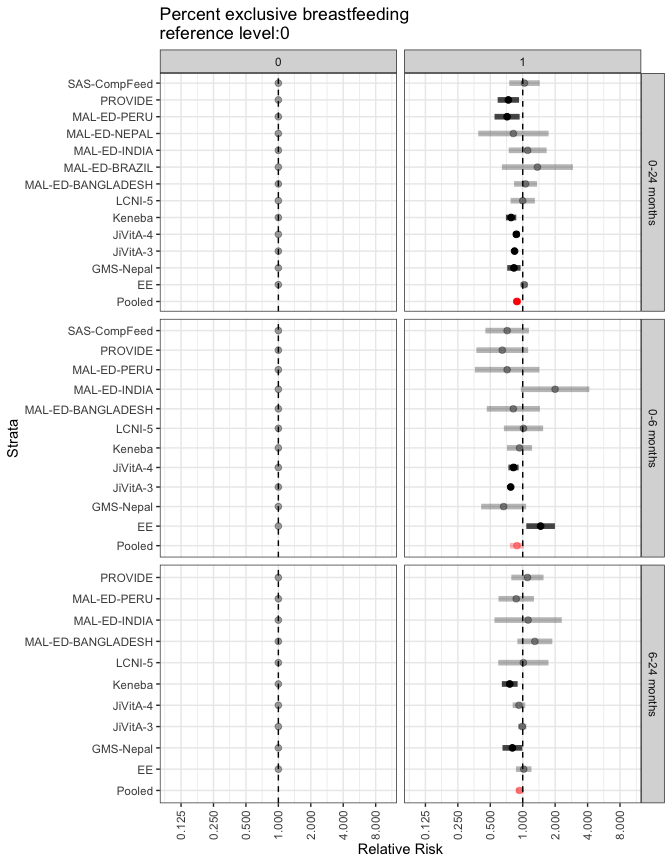 Percent exclusive breastfeeding
reference level:0
0
1
SAS-CompFeed
PROVIDE
MAL-ED-PERU
MAL-ED-NEPAL
MAL-ED-INDIA
MAL-ED-BRAZIL
MAL-ED-BANGLADESH
LCNI-5
Keneba
JiVitA-4
JiVitA-3
GMS-Nepal
EE
Pooled
0-24 months
SAS-CompFeed
PROVIDE
MAL-ED-PERU
MAL-ED-INDIA
MAL-ED-BANGLADESH
LCNI-5
Keneba
JiVitA-4
JiVitA-3
GMS-Nepal
EE
Pooled
0-6 months
Strata
PROVIDE
MAL-ED-PERU
MAL-ED-INDIA
MAL-ED-BANGLADESH
LCNI-5
Keneba
JiVitA-4
JiVitA-3
GMS-Nepal
EE
Pooled
6-24 months
0.125 0.250 0.500 1.000 2.000 4.000 8.000
0.125 0.250 0.500 1.000 2.000 4.000 8.000
Relative Risk